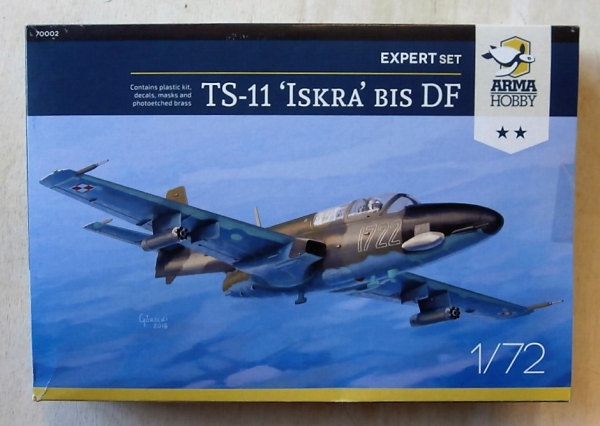 70002
EXPERT SET
Contains plastic kit,
decals, masks and
photoetched brass
TS-11 'ISKRA' BIS DF
ARMA
HOBBY
1722
2016
1/72